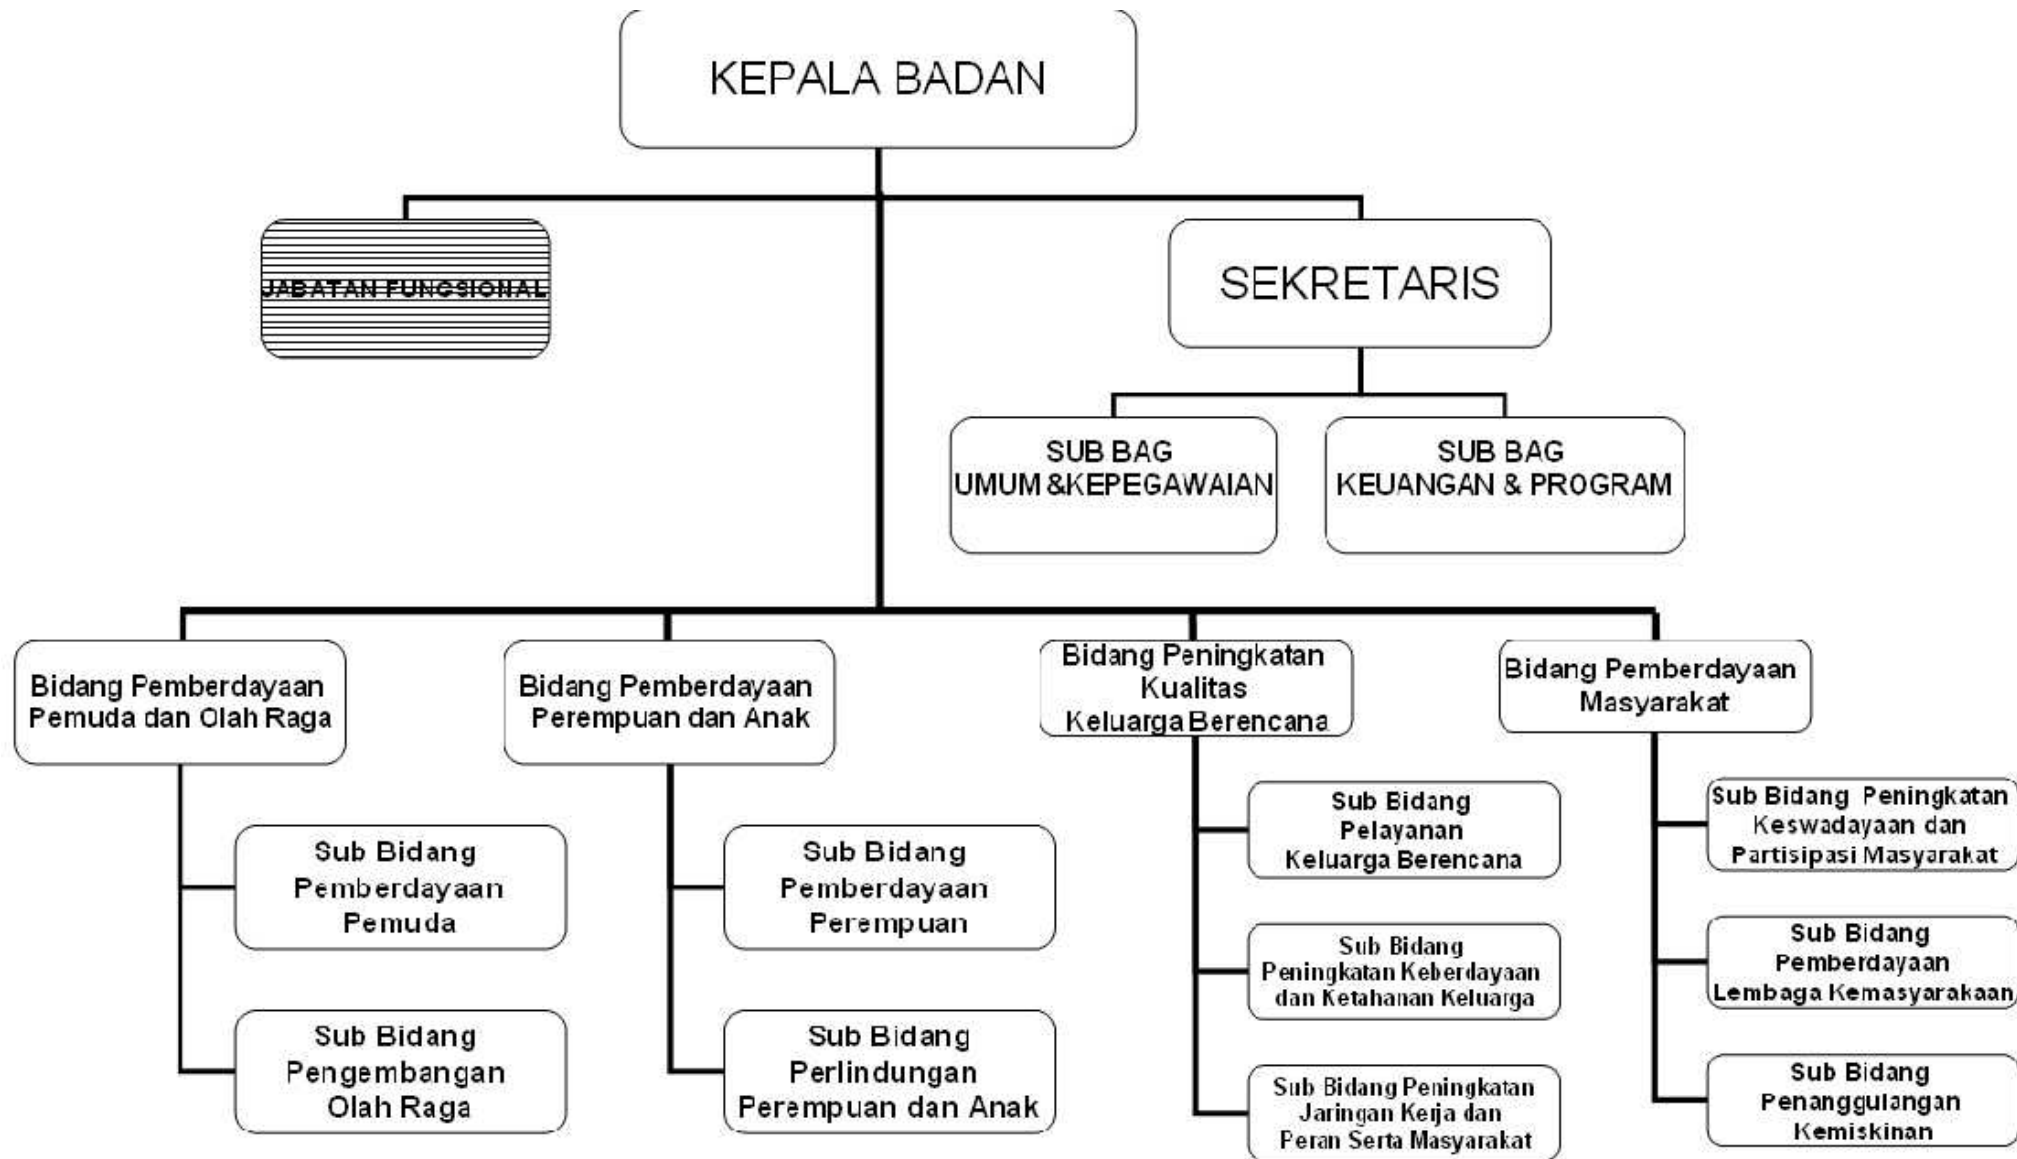 KEPALA BADAN
JABATAN FUNGSIONAL
SEKRETARIS
SUB BAG
UMUM &KEPEGAWAIAN
SUB BAG
KEUANGAN & PROGRAM
Bidang Pemberdayaan
Pemuda dan Olah Raga
Sub Bidang
Pemberdayaan
Pemuda
Sub Bidang
Pengembangan
Olah Raga
Bidang Pemberdayaan
Perempuan dan Anak
Sub Bidang
Pemberdayaan
Perempuan
Sub Bidang
Perlindungan
Perempuan dan Anak
Bidang Peningkatan
Kualitas
Keluarga Berencana
Sub Bidang
Pelayanan
Keluarga Berencana
Sub Bidang
Peningkatan Keberdayaan
dan Ketahanan Keluarga
Sub Bidang Peningkatan
Jaringan Kerja dan
Peran Serta Masyarakat
Bidang Pemberdayaan
Masyarakat
Sub Bidang Peningkatan
Keswadayaan dan
Partisipasi Masyarakat
Sub Bidang
Pemberdayaan
Lembaga Kemasyarakaan
Sub Bidang
Penanggulangan
Kemiskinan